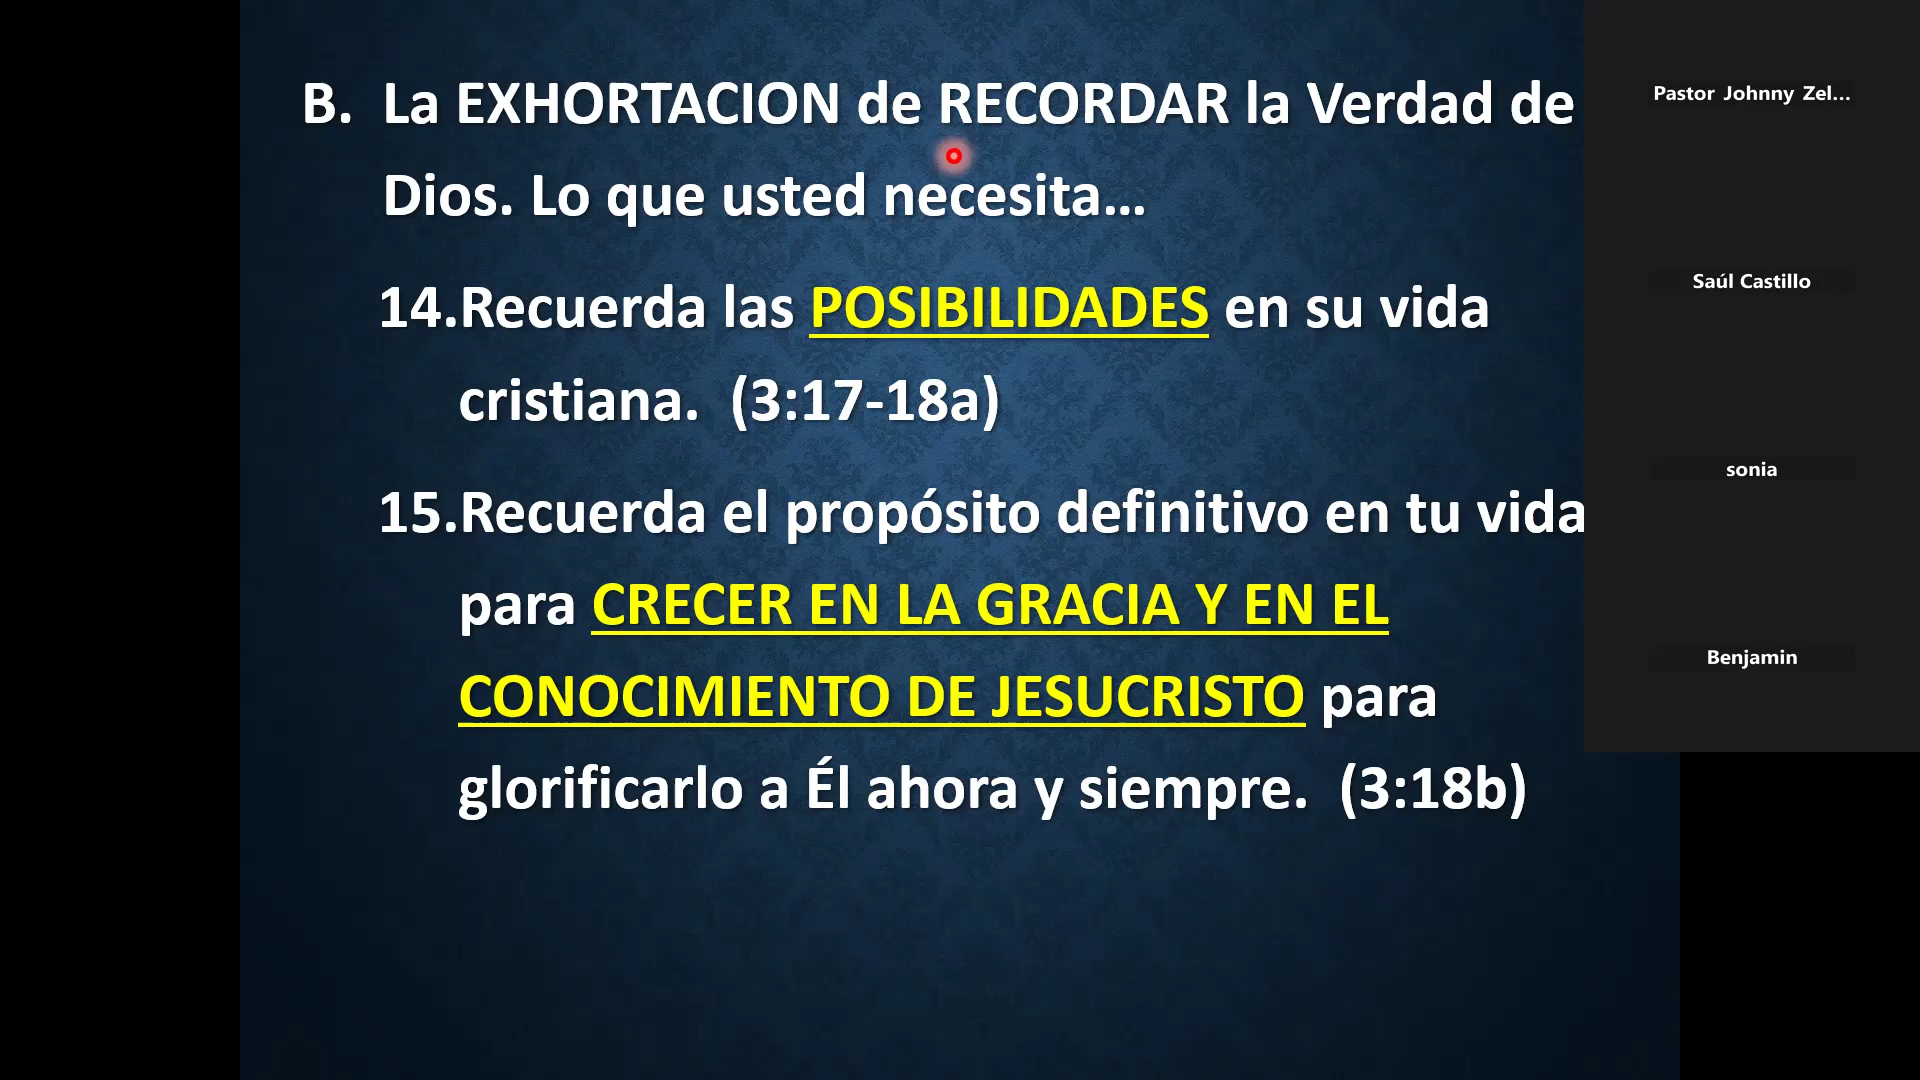 B. La EXHORTACION de RECORDAR la Verdad de
Dios. Lo que usted necesita...
14.Recuerda las POSIBILIDADES en su vida
cristiana. (3:17-18a)
15.Recuerda el propósito definitivo en tu vida
para CRECER EN LA GRACIA Y EN EL
CONOCIMIENTO DE JESUCRISTO para
glorificarlo a Él ahora y siempre. (3:18b)
Pastor Johnny Zel...
Saúl Castillo
sonia
Benjamin